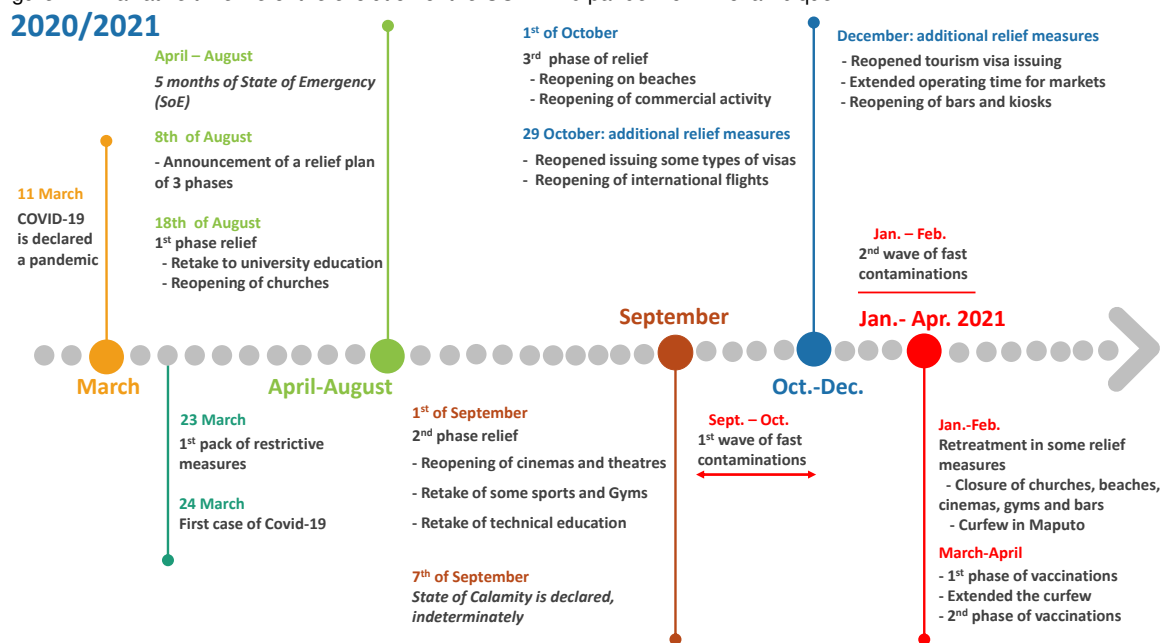 2020/2021
April – August
5 months of State of Emergency
(SoE)
8th of August
- Announcement of a relief plan
of 3 phases
18th of August
1st phase relief
- Retake to university education
- Reopening of churches
11 March
COVID-19
is declared
a pandemic
1st of October
3rd phase of relief
- Reopening on beaches
- Reopening of commercial activity
29 October: additional relief measures
- Reopened issuing some types of visas
- Reopening of international flights
December: additional relief measures
- Reopened tourism visa issuing
- Extended operating time for markets
- Reopening of bars and kiosks
Jan. – Feb.
2nd wave of fast
contaminations
September
Jan.- Apr. 2021
March
April-August
Oct.-Dec.
23 March
1st pack of restrictive
measures
24 March
First case of Covid-19
1st of September
2nd phase relief
- Reopening of cinemas and theatres
- Retake of some sports and Gyms
- Retake of technical education
7th of September
State of Calamity is declared,
indeterminately
Sept. – Oct.
1st wave of fast
contaminations
Jan.-Feb.
Retreatment in some relief
measures
- Closure of churches, beaches,
cinemas, gyms and bars
- Curfew in Maputo
March-April
- 1st phase of vaccinations
- Extended the curfew
- 2nd phase of vaccinations